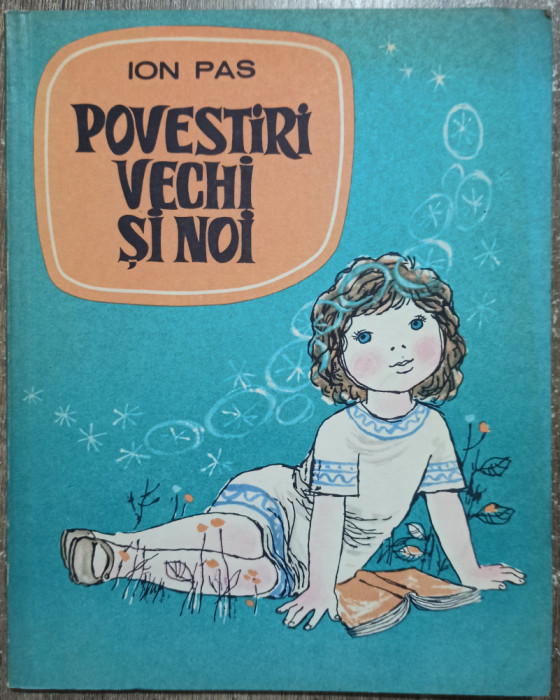 ION PAS
POVESTIRI
VECHI
ȘI NOI